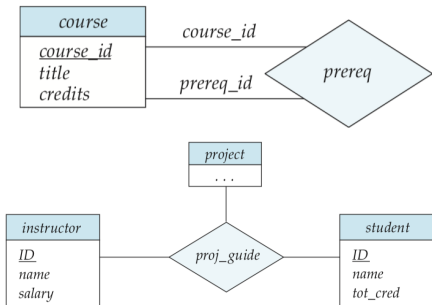 course
course_id
title
credits
course_id
prereq_id
prereq
project
. . .
instructor
ID
name
salary
proj_guide
student
ID
name
tot_cred